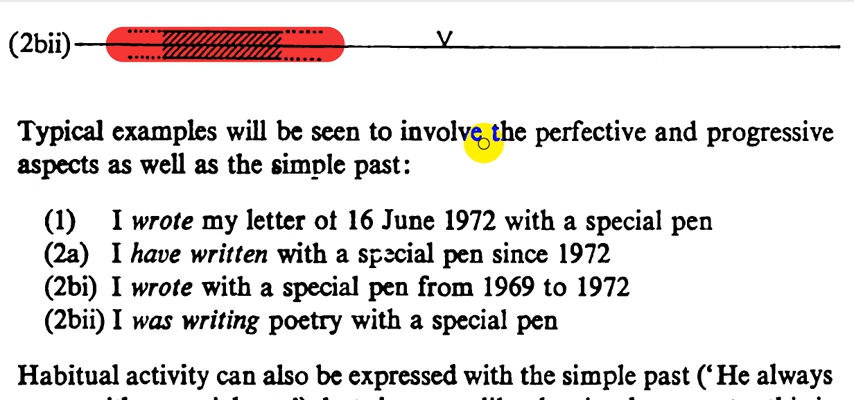 (2bii)
Typical examples will be seen to involve the perfective and progressive
aspects as well as the simple past:
(1) I wrote my letter of 16 June 1972 with a special pen
(2a) I have written with a special pen since 1972
(2bi) I wrote with a special pen from 1969 to 1972
(2bii) I was writing poetry with a special pen
Habitual activity can also be expressed with the simple past (‘He always